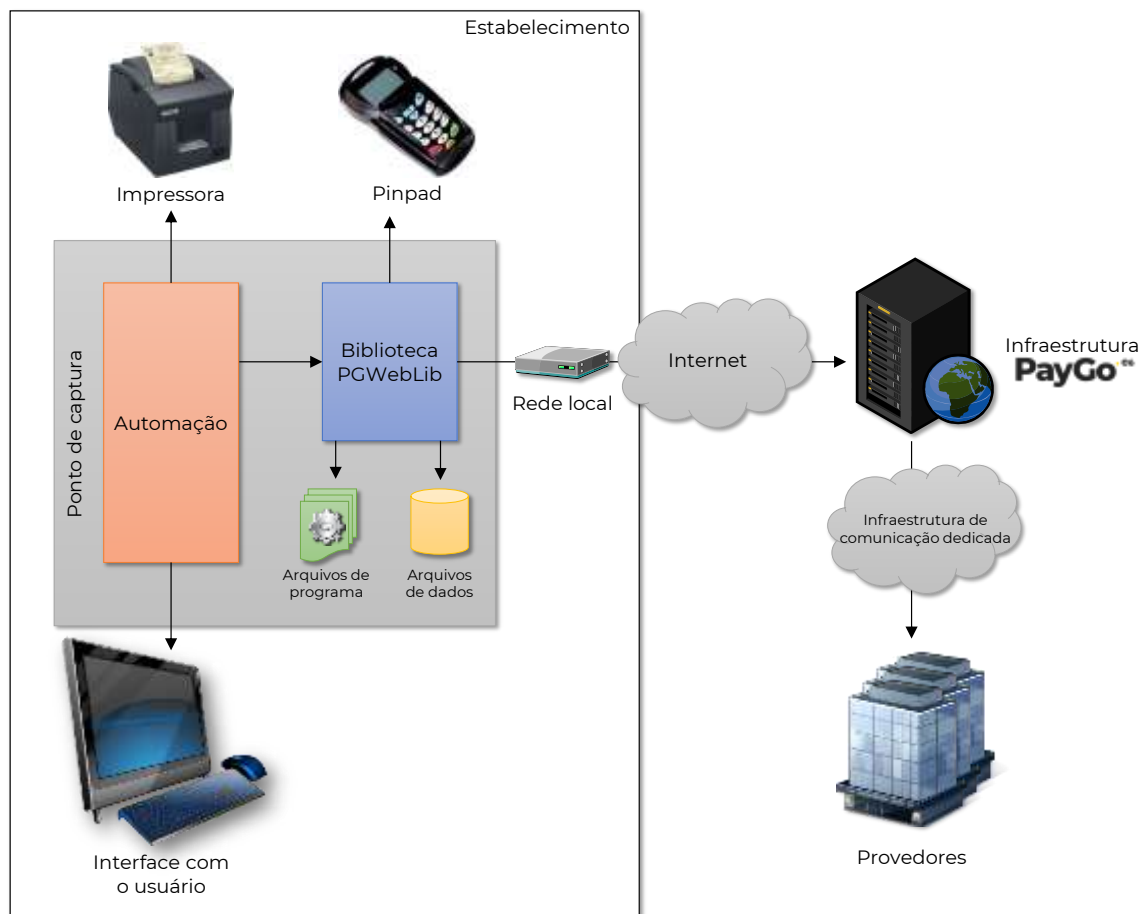 Estabelecimento
Impressora
Pinpad
Ponto de captura
Automação
Biblioteca
PGWebLib
Arquivos de
programa
Arquivos
de dados
Rede local
Internet
Infraestrutura
PayGo
Infraestrutura de
comunicação dedicada
Interface com
o usuário
Provedores